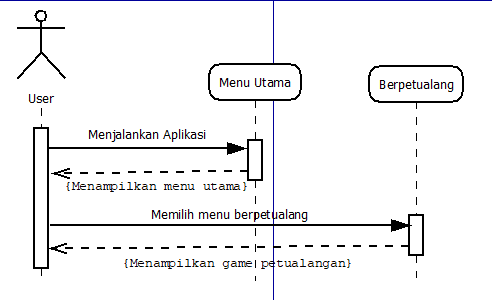 Menu Utama
Berpetualang
User
Menjalankan Aplikasi
{Menampilkan menu utama}
Memilih menu berpetualang
{Menampilkan game petualangan}